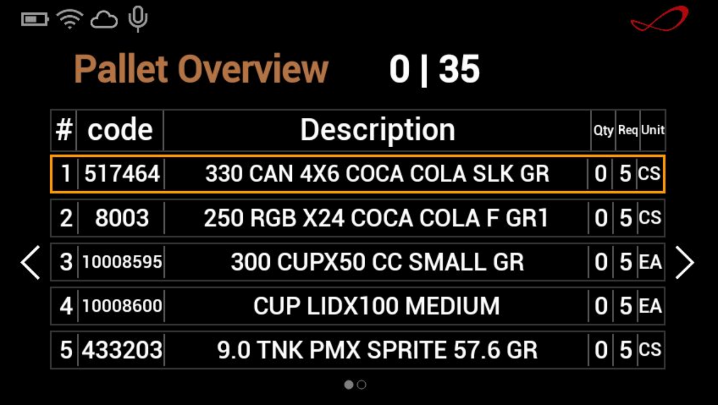 Pallet Overview 0 | 35
# code Description Qty Req Unit
1 517464 330 CAN 4X6 COCA COLA SLK GR 0 5 CS
2 8003 250 RGB X24 COCA COLA F GR1 0 5 CS
3 10008595 300 CUPX50 CC SMALL GR 0 5 EA
4 10008600 CUP LIDX100 MEDIUM 0 5 EA
5 433203 9.0 TNK PMX SPRITE 57.6 GR 0 5 CS